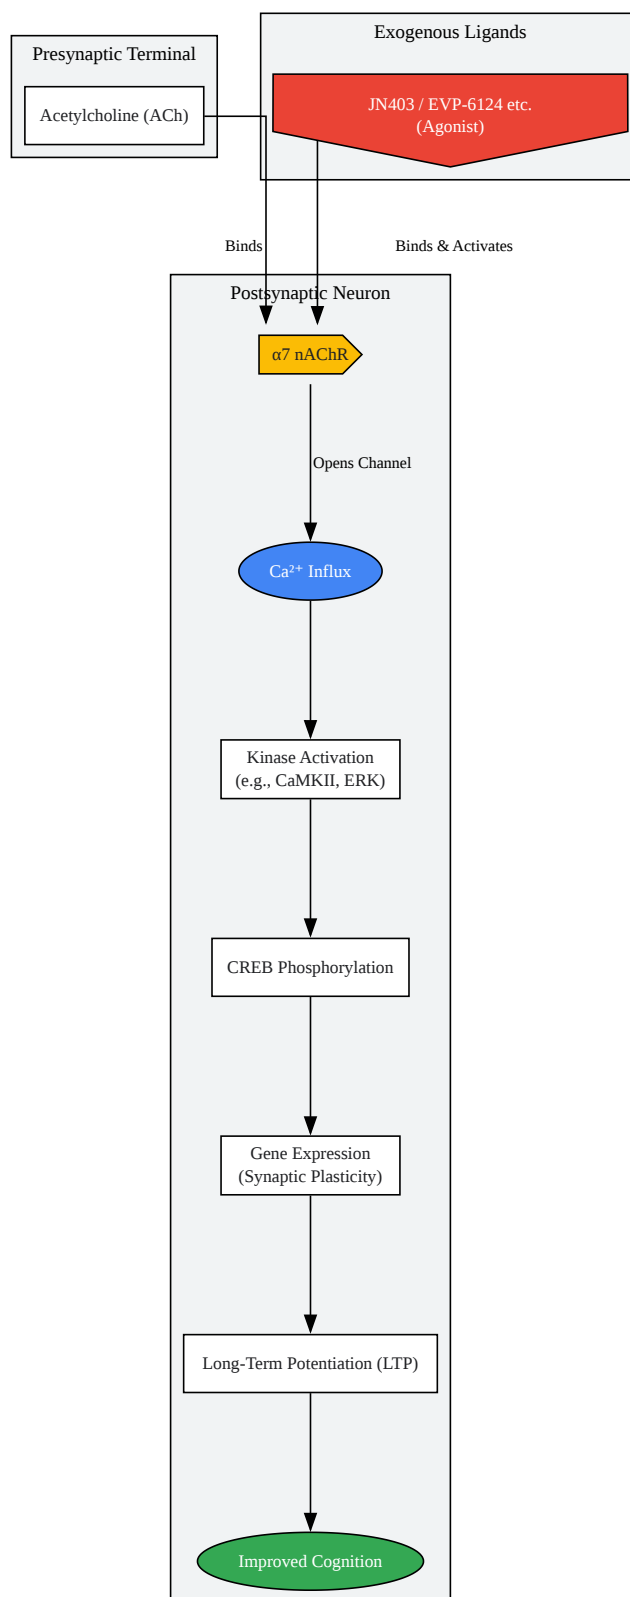 Presynaptic Terminal
Acetylcholine (ACh)
Exogenous Ligands
JN403 / EVP-6124 etc.
(Agonist)
Binds
Binds & Activates
Postsynaptic Neuron
α7 nAChR
Opens Channel
Ca²⁺ Influx
Kinase Activation
(e.g., CaMKII, ERK)
CREB Phosphorylation
Gene Expression
(Synaptic Plasticity)
Long-Term Potentiation (LTP)
Improved Cognition